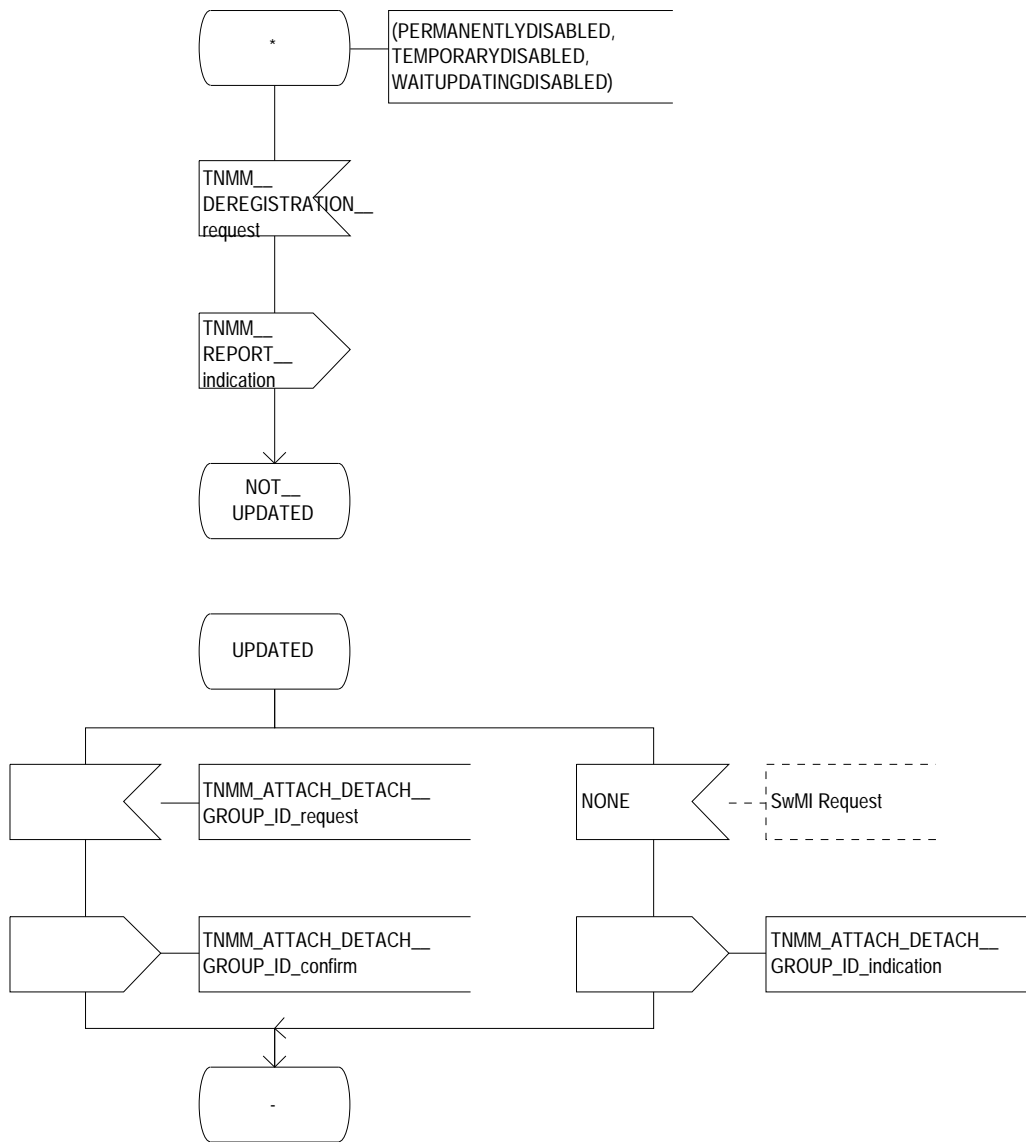 *
(PERMANENTLYDISABLED,
TEMPORARYDISABLED,
WAITUPDATINGDISABLED)
TNMM__
DEREGISTRATION__
request
TNMM__
REPORT__
indication
NOT__
UPDATED
UPDATED
TNMM_ATTACH_DETACH__
GROUP_ID_request
NONE
SwMI Request
TNMM_ATTACH_DETACH__
GROUP_ID_confirm
TNMM_ATTACH_DETACH__
GROUP_ID_indication
-